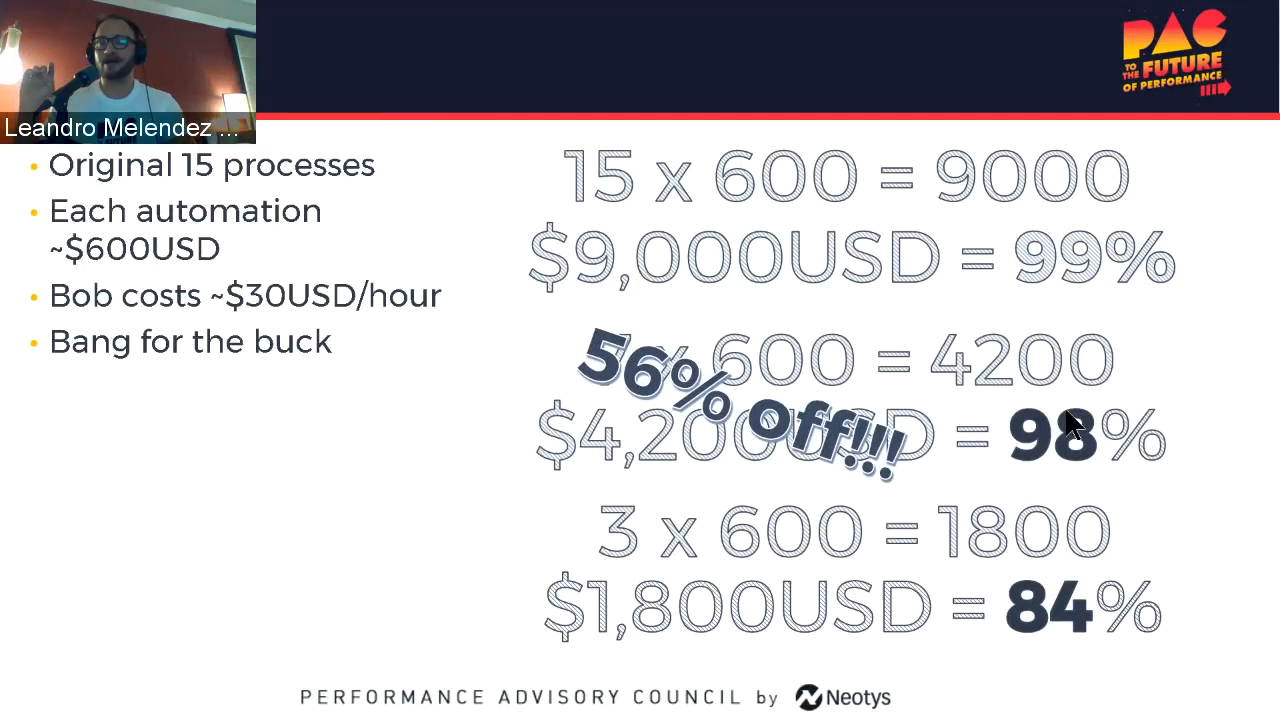 PAC
TO THE FUTURE
OF PERFORMANCE
Leandro Melendez ...
• Original 15 processes
• Each automation
~$600USD
• Bob costs ~$30USD/hour
• Bang for the buck
15 x 600 = 9000
$9,000USD = 99%
x 600 = 4200
$4,200USD = 98%
56% off!!!
3 x 600 = 1800
$1,800USD = 84%
PERFORMANCE ADVISORY COUNCIL by Neotys